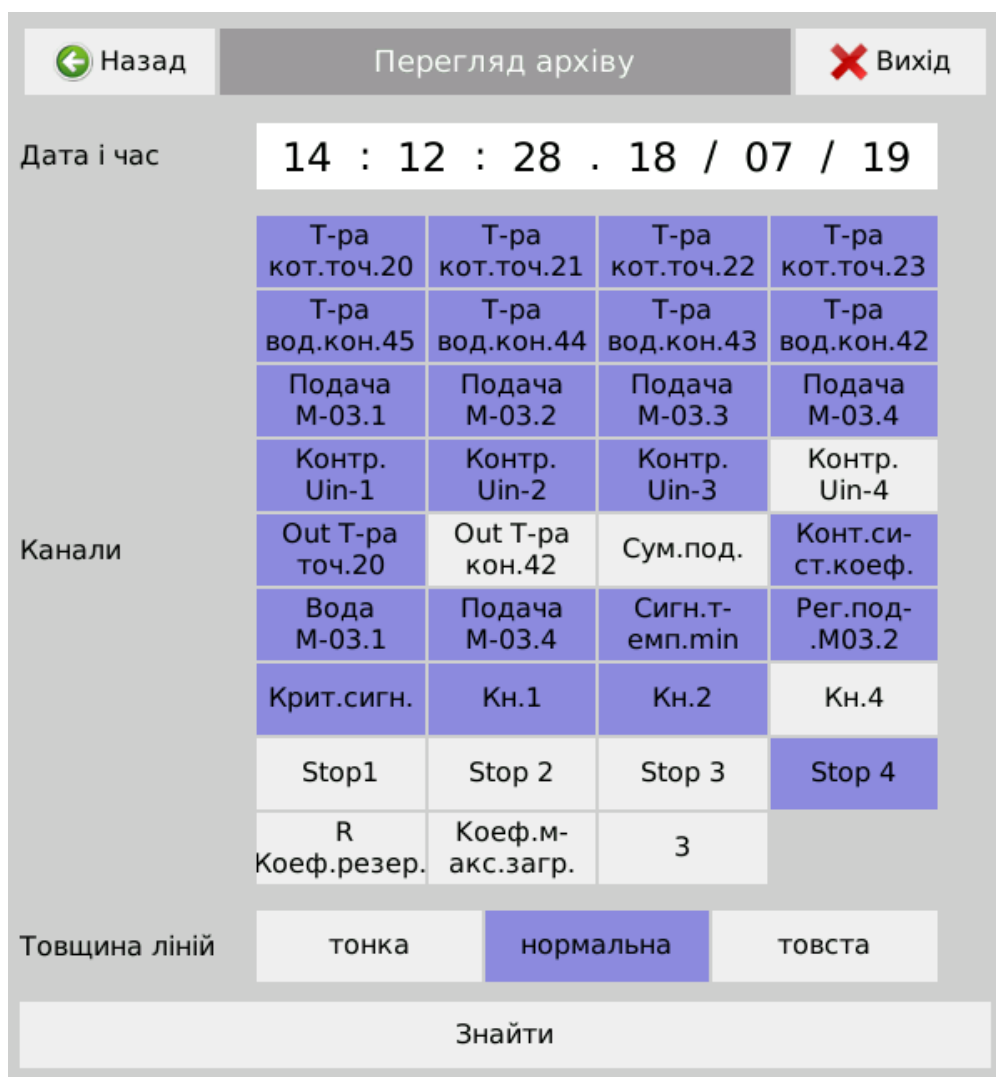 Назад
Перегляд архіву
Вихід
Дата і час
14 : 12 : 28 . 18 / 07 / 19
Канали
Т-ра
кот.точ.20
Т-ра
кот.точ.21
Т-ра
кот.точ.22
Т-ра
кот.точ.23
Т-ра
вод.кон.45
Т-ра
вод.кон.44
Т-ра
вод.кон.43
Т-ра
вод.кон.42
Подача
М-03.1
Подача
М-03.2
Подача
М-03.3
Подача
М-03.4
Контр.
Uin-1
Контр.
Uin-2
Контр.
Uin-3
Контр.
Uin-4
Out Т-ра
точ.20
Out Т-ра
кон.42
Сум.под.
Конт.си-
ст.коеф.
Вода
М-03.1
Подача
М-03.4
Сигн.т-
емп.min
Рег.под-
.М03.2
Крит.сигн.
Кн.1
Кн.2
Кн.4
Stop1
Stop 2
Stop 3
Stop 4
R
Коеф.резер.
Коеф.м-
акс.загр.
3
Товщина ліній
тонка
нормальна
товста
Знайти